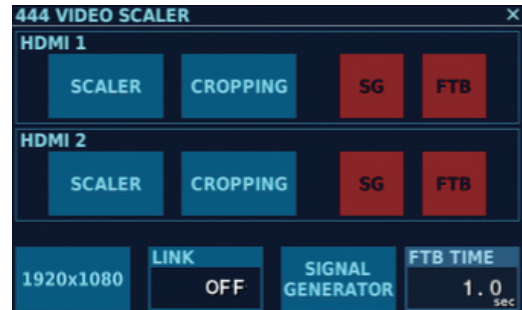 444 VIDEO SCALER ×
HDMI 1
SCALER CROPPING SG FTB
HDMI 2
SCALER CROPPING SG FTB
1920x1080
LINK
OFF
SIGNAL
GENERATOR
FTB TIME
1.0
sec